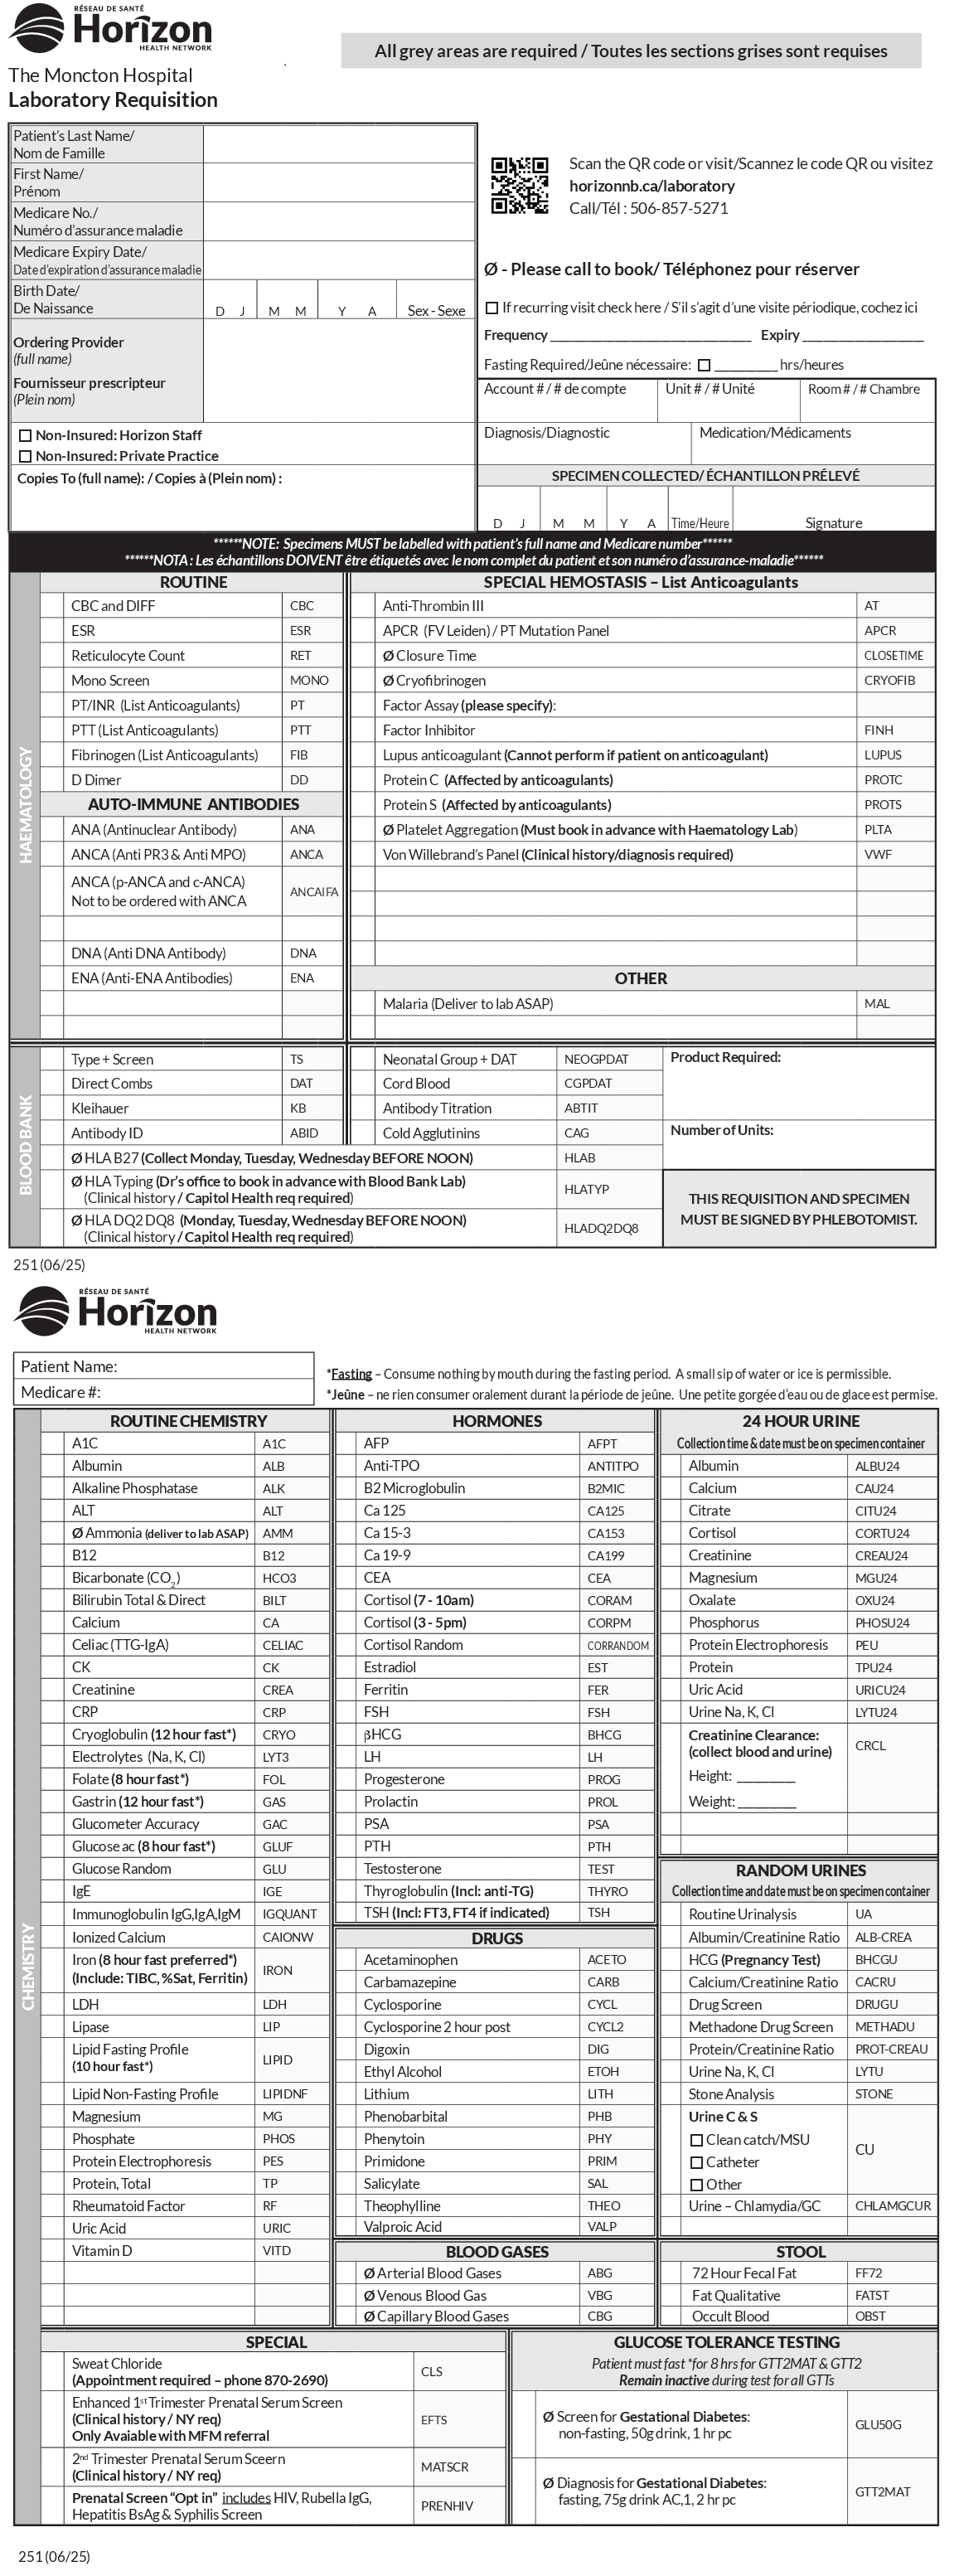 RÉSEAU DE SANTÉ
Horizon
HEALTH NETWORK
All grey areas are required / Toutes les sections grises sont requises
The Moncton Hospital
Laboratory Requisition
Patient's Last Name/
Nom de Famille
First Name/
Prénom
Medicare No./
Numéro d'assurance maladie
Medicare Expiry Date/
Date d'expiration d'assurance maladie
Birth Date/
De Naissance
D J M M Y A Sex - Sexe
Ordering Provider
(full name)
Fournisseur prescripteur
(Plein nom)
Non-Insured: Horizon Staff
Non-Insured: Private Practice
Copies To (full name): / Copies à (Plein nom) :
Scan the QR code or visit/Scannez le code QR ou visitez
horizonnb.ca/laboratory
Call/Tél : 506-857-5271
Ø - Please call to book/ Téléphonez pour réserver
If recurring visit check here / S'il s'agit d'une visite périodique, cochez ici
Frequency ____ Expiry ____
Fasting Required/Jeûne nécessaire: ____ hrs/heures
Account # / # de compte Unit # / # Unité Room # / # Chambre
Diagnosis/Diagnostic Medication/Médicaments
SPECIMEN COLLECTED/ ÉCHANTILLON PRÉLEVÉ
D J M M Y A Time/Heure Signature
******NOTE: Specimens MUST be labelled with patient's full name and Medicare number******
******NOTA : Les échantillons DOIVENT être étiquetés avec le nom complet du patient et son numéro d'assurance-maladie******
HAEMATOLOGY
ROUTINE
CBC and DIFF CBC
ESR ESR
Reticulocyte Count RET
Mono Screen MONO
PT/INR (List Anticoagulants) PT
PTT (List Anticoagulants) PTT
Fibrinogen (List Anticoagulants) FIB
D Dimer DD
AUTO-IMMUNE ANTIBODIES
ANA (Antinuclear Antibody) ANA
ANCA (Anti PR3 & Anti MPO) ANCA
ANCA (p-ANCA and c-ANCA)
Not to be ordered with ANCA ANCAIFA
DNA (Anti DNA Antibody) DNA
ENA (Anti-ENA Antibodies) ENA
SPECIAL HEMOSTASIS – List Anticoagulants
Anti-Thrombin III AT
APCR (FV Leiden) / PT Mutation Panel APCR
Ø Closure Time CLOSETIME
Ø Cryofibrinogen CRYOFIB
Factor Assay (please specify):
Factor Inhibitor FINH
Lupus anticoagulant (Cannot perform if patient on anticoagulant) LUPUS
Protein C (Affected by anticoagulants) PROTC
Protein S (Affected by anticoagulants) PROTS
Ø Platelet Aggregation (Must book in advance with Haematology Lab) PLTA
Von Willebrand's Panel (Clinical history/diagnosis required) VWF
OTHER
Malaria (Deliver to lab ASAP) MAL
BLOOD BANK
Type + Screen TS
Direct Combs DAT
Kleihauer KB
Antibody ID ABID
Neonatal Group + DAT NEOGPDAT
Cord Blood CGPDAT
Antibody Titration ABTIT
Cold Agglutinins CAG
Ø HLA B27 (Collect Monday, Tuesday, Wednesday BEFORE NOON) HLAB
Ø HLA Typing (Dr's office to book in advance with Blood Bank Lab)
(Clinical history / Capitol Health req required) HLATYP
Ø HLA DQ2 DQ8 (Monday, Tuesday, Wednesday BEFORE NOON)
(Clinical history / Capitol Health req required) HLADQ2DQ8
Product Required:
Number of Units:
THIS REQUISITION AND SPECIMEN
MUST BE SIGNED BY PHLEBOTOMIST.
251 (06/25)
RÉSEAU DE SANTÉ
Horizon
HEALTH NETWORK
Patient Name:
Medicare #:
*Fasting – Consume nothing by mouth during the fasting period. A small sip of water or ice is permissible.
*Jeûne – ne rien consumer oralement durant la période de jeûne. Une petite gorgée d'eau ou de glace est permise.
CHEMISTRY
ROUTINE CHEMISTRY
A1C A1C
Albumin ALB
Alkaline Phosphatase ALK
ALT ALT
Ø Ammonia (deliver to lab ASAP) AMM
B12 B12
Bicarbonate (CO2) HCO3
Bilirubin Total & Direct BILT
Calcium CA
Celiac (TTG-IgA) CELIAC
CK CK
Creatinine CREA
CRP CRP
Cryoglobulin (12 hour fast*) CRYO
Electrolytes (Na, K, Cl) LYT3
Folate (8 hour fast*) FOL
Gastrin (12 hour fast*) GAS
Glucometer Accuracy GAC
Glucose ac (8 hour fast*) GLUF
Glucose Random GLU
IgE IGE
Immunoglobulin IgG,IgA,IgM IGQUANT
Ionized Calcium CAIONW
Iron (8 hour fast preferred*)
(Include: TIBC, %Sat, Ferritin) IRON
LDH LDH
Lipase LIP
Lipid Fasting Profile
(10 hour fast*) LIPID
Lipid Non-Fasting Profile LIPIDNF
Magnesium MG
Phosphate PHOS
Protein Electrophoresis PES
Protein, Total TP
Rheumatoid Factor RF
Uric Acid URIC
Vitamin D VITD
HORMONES
AFP AFPT
Anti-TPO ANTITPO
B2 Microglobulin B2MIC
Ca 125 CA125
Ca 15-3 CA153
Ca 19-9 CA199
CEA CEA
Cortisol (7 - 10am) CORAM
Cortisol (3 - 5pm) CORPM
Cortisol Random CORRANDOM
Estradiol EST
Ferritin FER
FSH FSH
βHCG BHCG
LH LH
Progesterone PROG
Prolactin PROL
PSA PSA
PTH PTH
Testosterone TEST
Thyroglobulin (Incl: anti-TG) THYRO
TSH (Incl: FT3, FT4 if indicated) TSH
DRUGS
Acetaminophen ACETO
Carbamazepine CARB
Cyclosporine CYCL
Cyclosporine 2 hour post CYCL2
Digoxin DIG
Ethyl Alcohol ETOH
Lithium LITH
Phenobarbital PHB
Phenytoin PHY
Primidone PRIM
Salicylate SAL
Theophylline THEO
Valproic Acid VALP
BLOOD GASES
Ø Arterial Blood Gases ABG
Ø Venous Blood Gas VBG
Ø Capillary Blood Gases CBG
24 HOUR URINE
Collection time & date must be on specimen container
Albumin ALBU24
Calcium CAU24
Citrate CITU24
Cortisol CORTU24
Creatinine CREAU24
Magnesium MGU24
Oxalate OXU24
Phosphorus PHOSU24
Protein Electrophoresis PEU
Protein TPU24
Uric Acid URICU24
Urine Na, K, Cl LYTU24
Creatinine Clearance:
(collect blood and urine) CRCL
Height: ____
Weight: ____
RANDOM URINES
Collection time and date must be on specimen container
Routine Urinalysis UA
Albumin/Creatinine Ratio ALB-CREA
HCG (Pregnancy Test) BHCGU
Calcium/Creatinine Ratio CACRU
Drug Screen DRUGU
Methadone Drug Screen METHADU
Protein/Creatinine Ratio PROT-CREAU
Urine Na, K, Cl LYTU
Stone Analysis STONE
Urine C & S
Clean catch/MSU CU
Catheter
Other
Urine – Chlamydia/GC CHLAMGCUR
STOOL
72 Hour Fecal Fat FF72
Fat Qualitative FATST
Occult Blood OBST
SPECIAL
Sweat Chloride
(Appointment required – phone 870-2690) CLS
Enhanced 1st Trimester Prenatal Serum Screen
(Clinical history / NY req) EFTS
Only Avaiable with MFM referral
2nd Trimester Prenatal Serum Sceern
(Clinical history / NY req) MATSCR
Prenatal Screen "Opt in" includes HIV, Rubella IgG,
Hepatitis BsAg & Syphilis Screen PRENHIV
GLUCOSE TOLERANCE TESTING
Patient must fast *for 8 hrs for GTT2MAT & GTT2
Remain inactive during test for all GTTs
Ø Screen for Gestational Diabetes:
non-fasting, 50g drink, 1 hr pc GLU50G
Ø Diagnosis for Gestational Diabetes:
fasting, 75g drink AC,1, 2 hr pc GTT2MAT
251 (06/25)